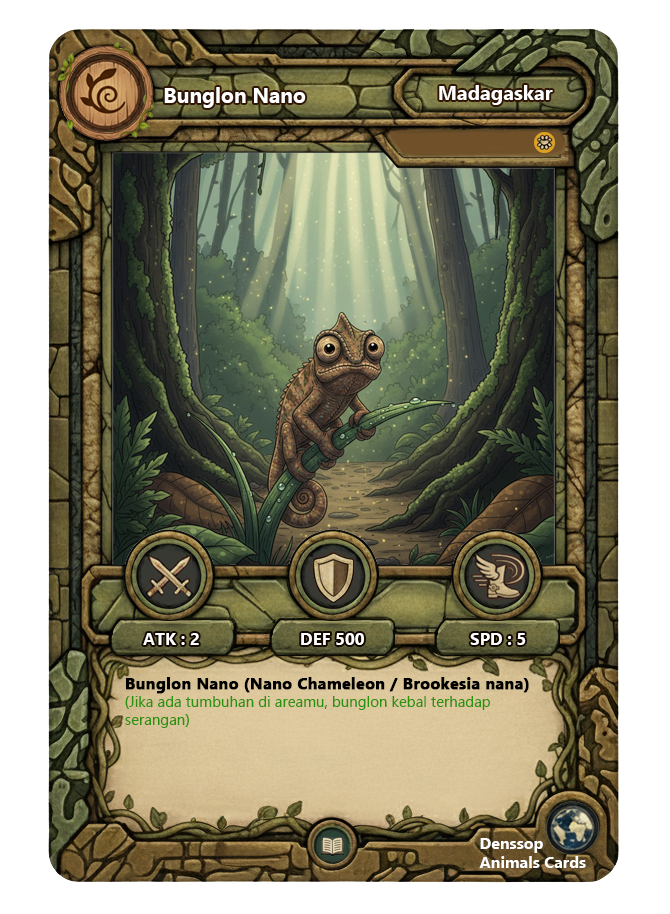 Bunglon Nano
Madagaskar
ATK : 2
DEF 500
SPD : 5
Bunglon Nano (Nano Chameleon / Brookesia nana)
(Jika ada tumbuhan di areamu, bunglon kebal terhadap
serangan)
Denssop
Animals Cards